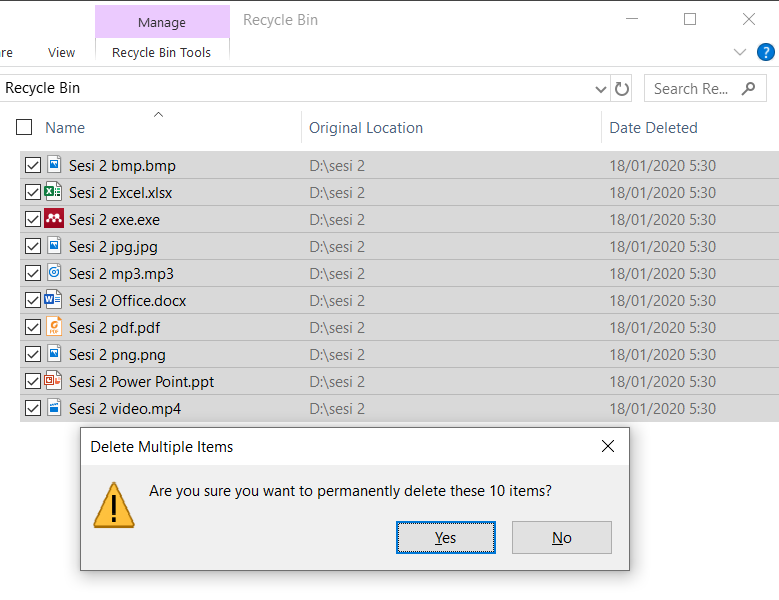 Manage
Recycle Bin
re
View
Recycle Bin Tools
?
Recycle Bin
Search Re...
Name
Original Location
Date Deleted
Sesi 2 bmp.bmp D:\sesi 2 18/01/2020 5:30
Sesi 2 Excel.xlsx D:\sesi 2 18/01/2020 5:30
Sesi 2 exe.exe D:\sesi 2 18/01/2020 5:30
Sesi 2 jpg.jpg D:\sesi 2 18/01/2020 5:30
Sesi 2 mp3.mp3 D:\sesi 2 18/01/2020 5:30
Sesi 2 Office.docx D:\sesi 2 18/01/2020 5:30
Sesi 2 pdf.pdf D:\sesi 2 18/01/2020 5:30
Sesi 2 png.png D:\sesi 2 18/01/2020 5:30
Sesi 2 Power Point.ppt D:\sesi 2 18/01/2020 5:30
Sesi 2 video.mp4 D:\sesi 2 18/01/2020 5:30
Delete Multiple Items
Are you sure you want to permanently delete these 10 items?
Yes
No